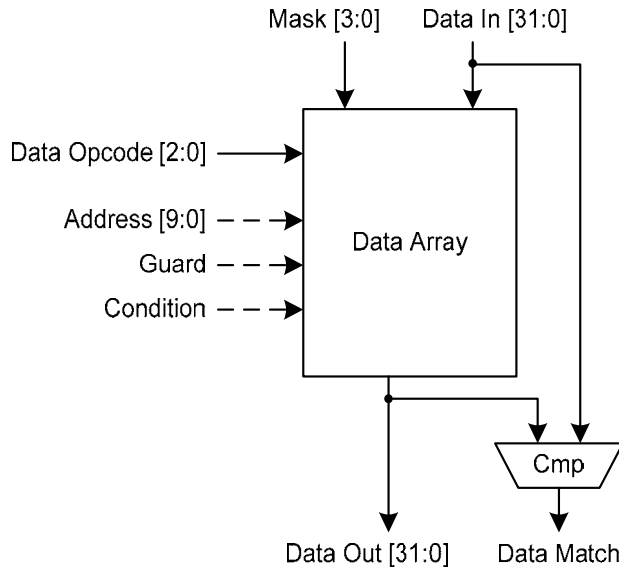 Mask [3:0] Data In [31:0]
Data Opcode [2:0]
Address [9:0]
Data Array
Guard
Condition
Cmp
Data Out [31:0] Data Match